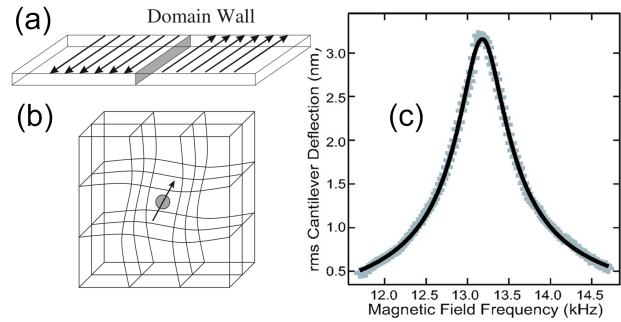 (a)
Domain Wall
(b)
(c)
rms Cantilever Deflection (nm)
3.0
2.5
2.0
1.5
1.0
0.5
12.0 12.5 13.0 13.5 14.0 14.5
Magnetic Field Frequency (kHz)